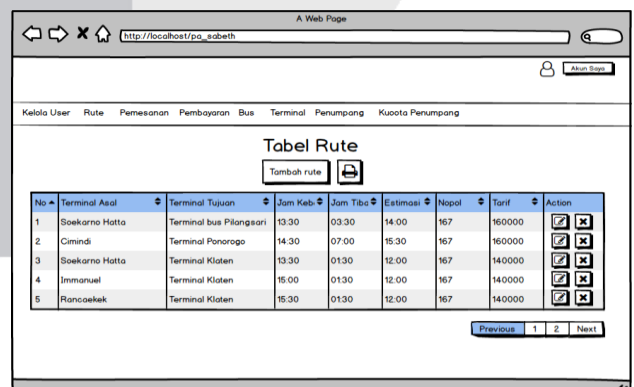 A Web Page
http://localhost/pa_sabeth
Akun Saya
Kelola User Rute Pemesanan Pembayaran Bus Terminal Penumpang Kuoota Penumpang
Tabel Rute
Tambah rute
No Terminal Asal Terminal Tujuan Jam Keb Jam Tiba Estimasi Nopol Tarif Action
1 Soekarno Hatta Terminal bus Pilangsari 13:30 03:30 14:00 167 160000
2 Cimindi Terminal Ponorogo 14:30 07:00 15:30 167 160000
3 Soekarno Hatta Terminal Klaten 13:30 01:30 12:00 167 140000
4 Immanuel Terminal Klaten 15:00 01:30 12:00 167 140000
5 Rancaekek Terminal Klaten 15:30 01:30 12:00 167 140000
Previous 1 2 Next